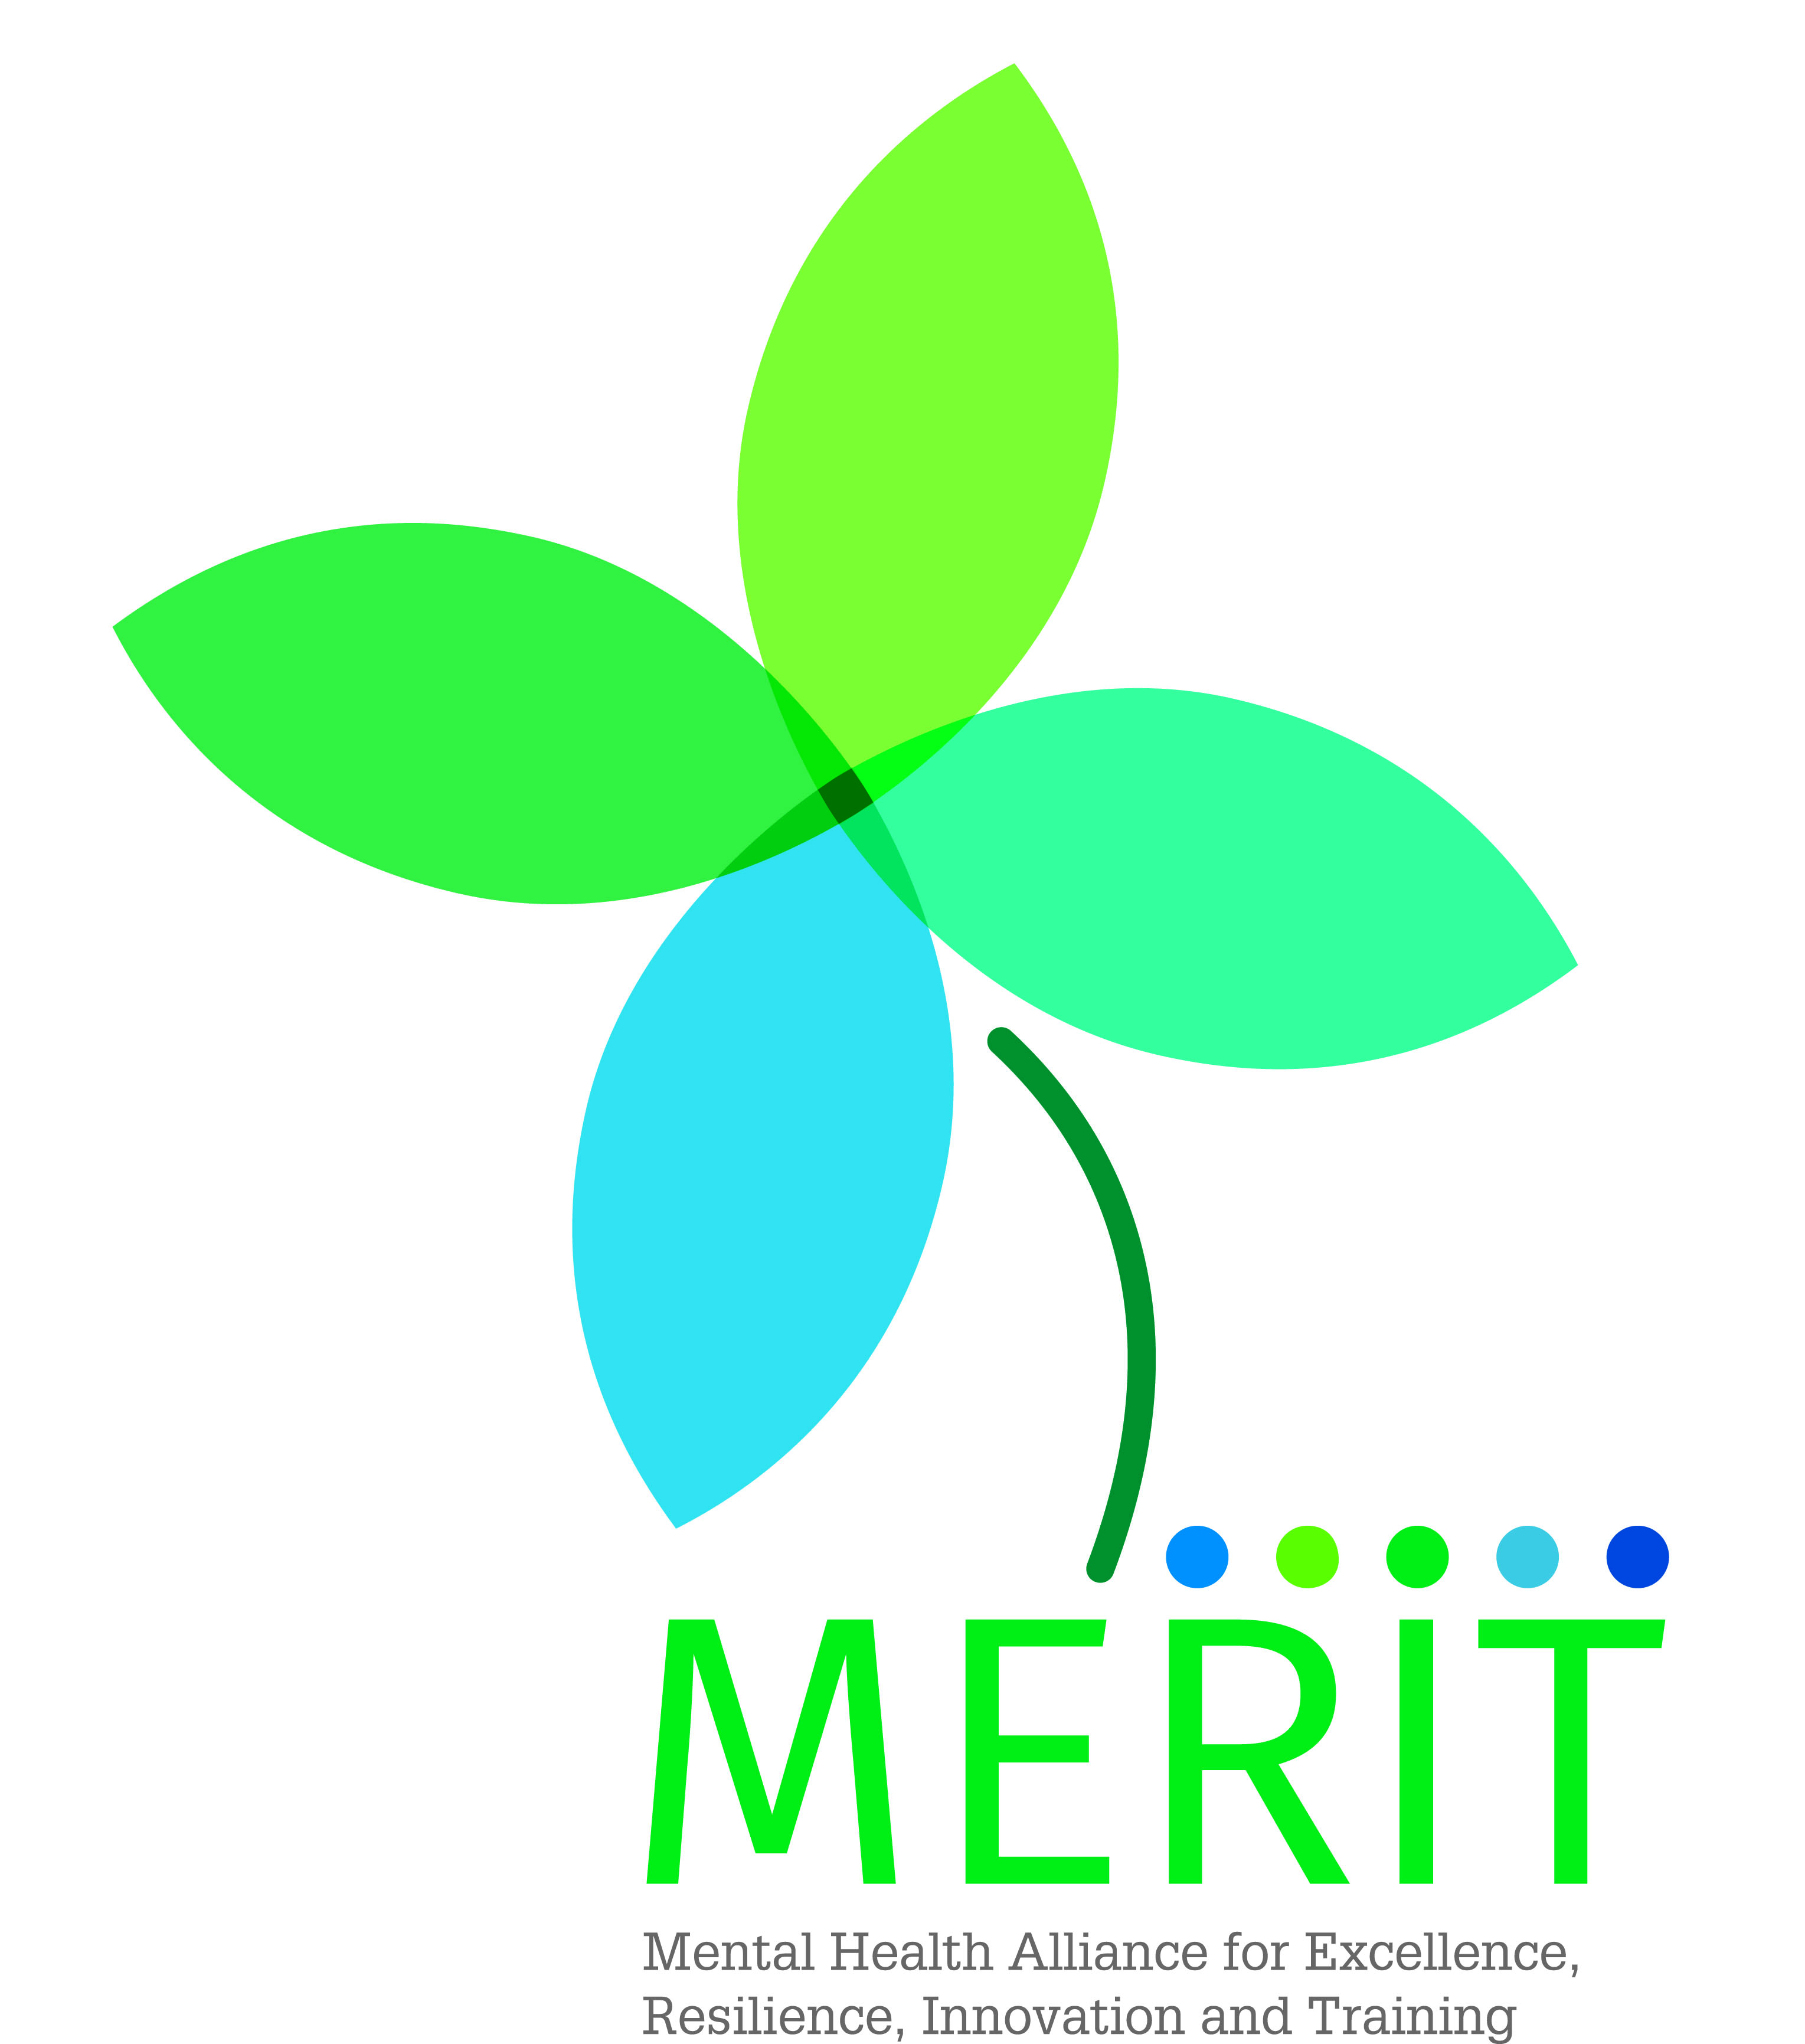 MERIT
Mental Health Alliance for Excellence,
Resilience, Innovation and Training